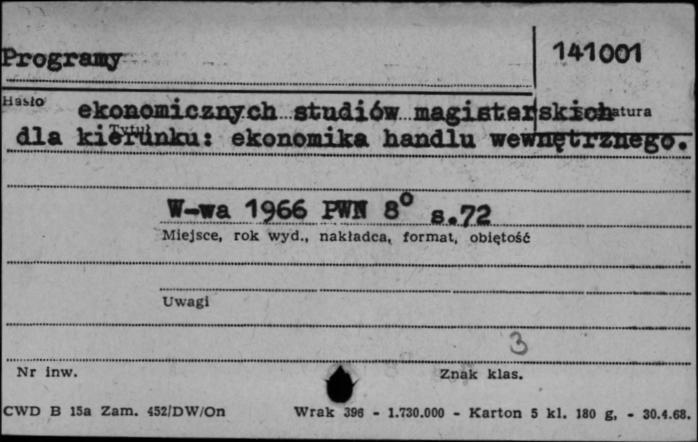 Programy
141001
Hasło
ekonomicznych studiów magisterskich
dla kierunku: ekonomika handlu wewnętrznego.
Tytuł
W-wa 1966 PWN 8° s.72
Miejsce, rok wyd., nakładca, format, objętość
Uwagi
3
Nr inw.
Znak klas.
CWD B 15a Zam. 452/DW/On
Wrak 396 - 1.730.000 - Karton 5 kl. 180 g, - 30.4.68.